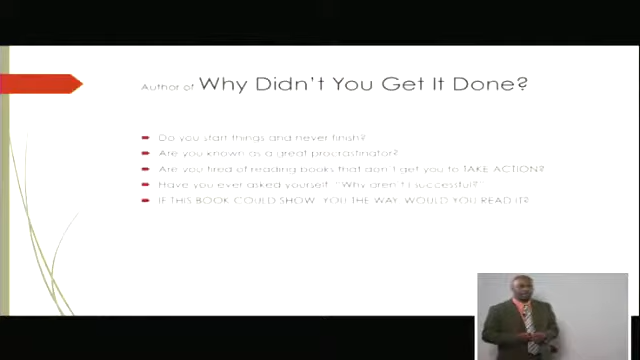 Author of Why Didn't You Get It Done?
Do you start things and never finish?
Are you known as a great procrastinator?
Are you tired of reading books that don't get you to TAKE ACTION?
Have you ever asked yourself, "Why aren't I successful?"
IF THIS BOOK COULD SHOW YOU THE WAY WOULD YOU READ IT?